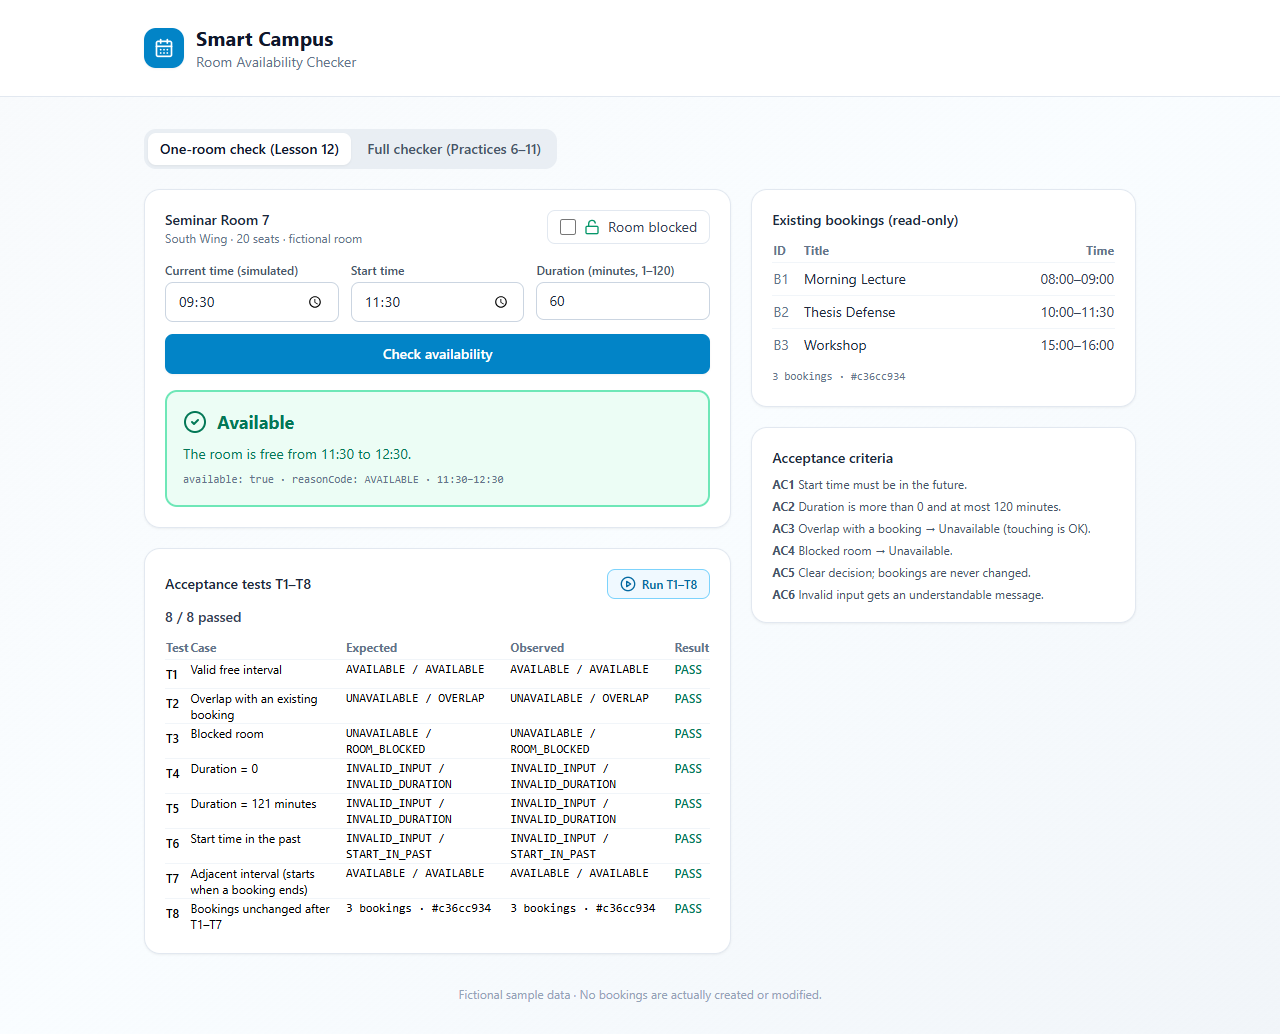 Smart Campus
Room Availability Checker
One-room check (Lesson 12)
Full checker (Practices 6–11)
Seminar Room 7
South Wing · 20 seats · fictional room
Room blocked
Current time (simulated)
Start time
Duration (minutes, 1–120)
09:30
11:30
60
Check availability
Available
The room is free from 11:30 to 12:30.
available: true · reasonCode: AVAILABLE · 11:30–12:30
Existing bookings (read-only)
ID Title Time
B1 Morning Lecture 08:00–09:00
B2 Thesis Defense 10:00–11:30
B3 Workshop 15:00–16:00
3 bookings · #c36cc934
Acceptance criteria
AC1 Start time must be in the future.
AC2 Duration is more than 0 and at most 120 minutes.
AC3 Overlap with a booking → Unavailable (touching is OK).
AC4 Blocked room → Unavailable.
AC5 Clear decision; bookings are never changed.
AC6 Invalid input gets an understandable message.
Acceptance tests T1–T8
Run T1–T8
8 / 8 passed
Test Case Expected Observed Result
T1 Valid free interval AVAILABLE / AVAILABLE AVAILABLE / AVAILABLE PASS
T2 Overlap with an existing UNAVAILABLE / OVERLAP UNAVAILABLE / OVERLAP PASS
booking
T3 Blocked room UNAVAILABLE / UNAVAILABLE / PASS
ROOM_BLOCKED ROOM_BLOCKED
T4 Duration = 0 INVALID_INPUT / INVALID_INPUT / PASS
INVALID_DURATION INVALID_DURATION
T5 Duration = 121 minutes INVALID_INPUT / INVALID_INPUT / PASS
INVALID_DURATION INVALID_DURATION
T6 Start time in the past INVALID_INPUT / INVALID_INPUT / PASS
START_IN_PAST START_IN_PAST
T7 Adjacent interval (starts AVAILABLE / AVAILABLE AVAILABLE / AVAILABLE PASS
when a booking ends)
T8 Bookings unchanged after 3 bookings · #c36cc934 3 bookings · #c36cc934 PASS
T1–T7
Fictional sample data · No bookings are actually created or modified.